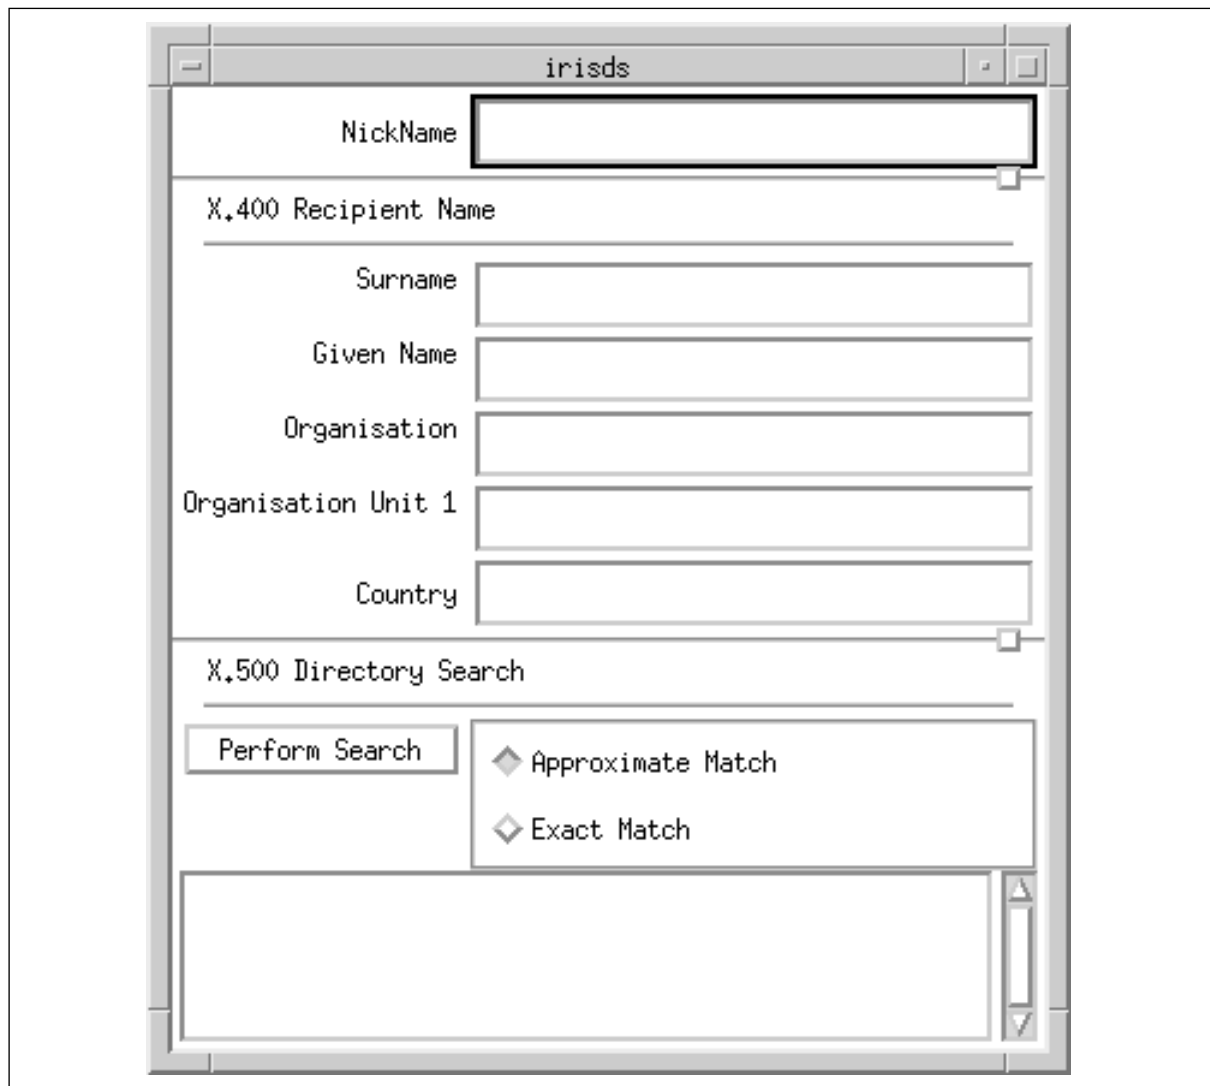 irisds
NickName
X.400 Recipient Name
Surname
Given Name
Organisation
Organisation Unit 1
Country
X.500 Directory Search
Perform Search
Approximate Match
Exact Match